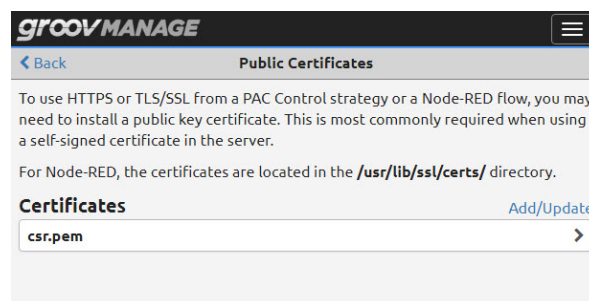 groov MANAGE
Back
Public Certificates
To use HTTPS or TLS/SSL from a PAC Control strategy or a Node-RED flow, you may
need to install a public key certificate. This is most commonly required when using
a self-signed certificate in the server.
For Node-RED, the certificates are located in the /usr/lib/ssl/certs/ directory.
Certificates
Add/Update
csr.pem